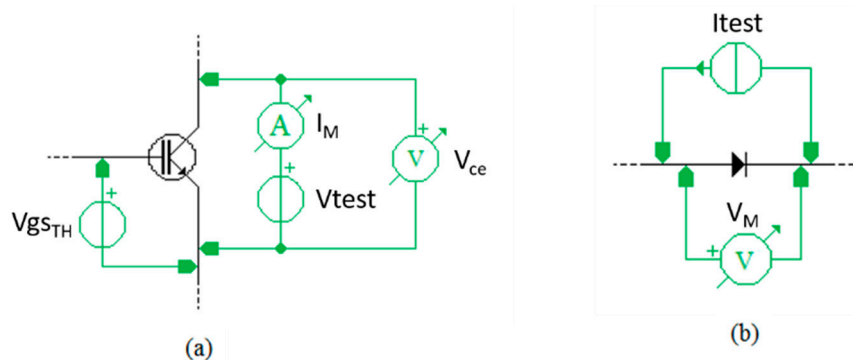 Itest
A
I_M
+
V
V_ce
+
Vtest
+
Vgs_TH
V_M
+
V
(a)
(b)